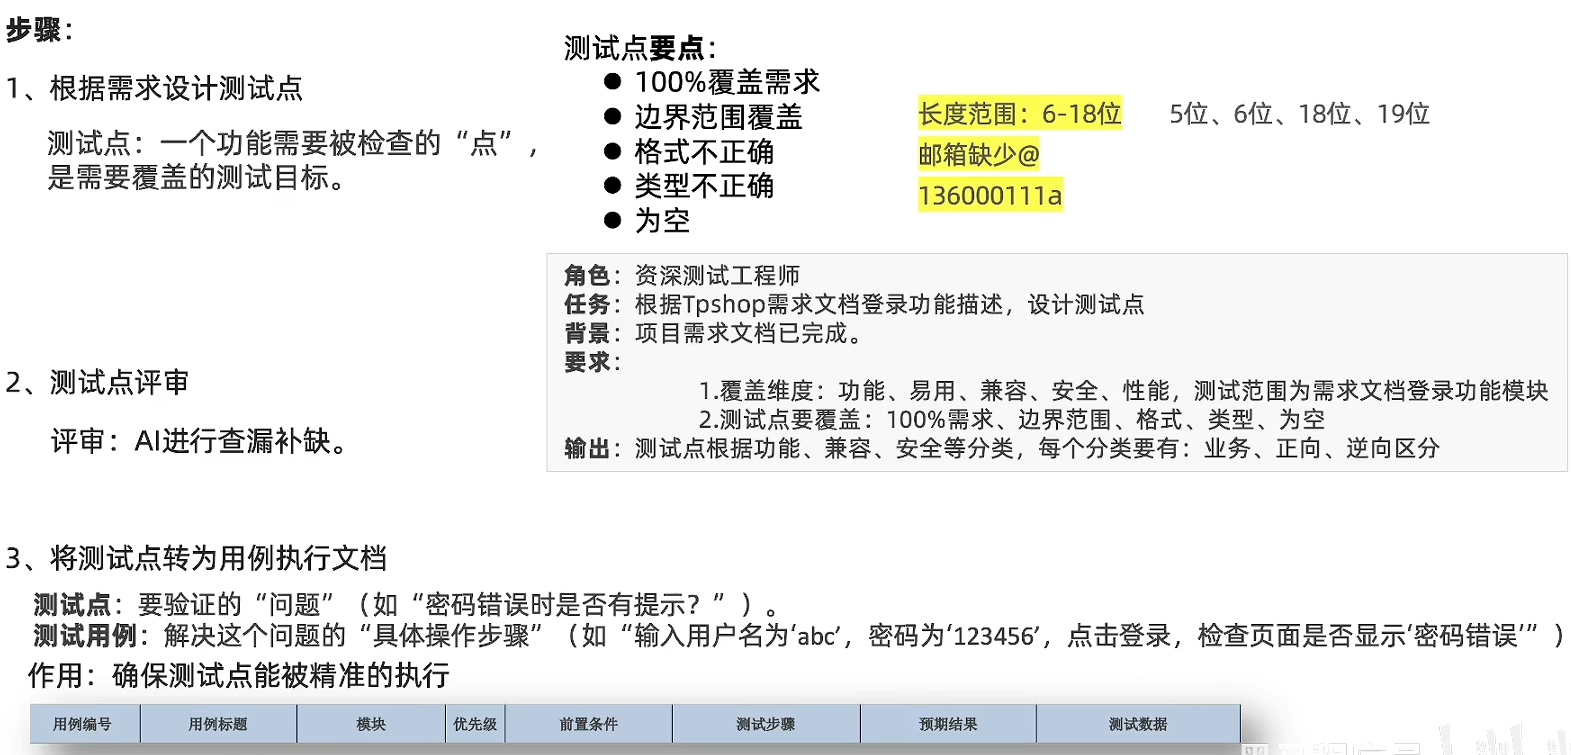 步骤：
1、根据需求设计测试点
测试点：一个功能需要被检查的“点”，
是需要覆盖的测试目标。
测试点要点：
● 100%覆盖需求
● 边界范围覆盖
● 格式不正确
● 类型不正确
● 为空
长度范围：6-18位 5位、6位、18位、19位
邮箱缺少@
136000111a
角色：资深测试工程师
任务：根据Tpshop需求文档登录功能描述，设计测试点
背景：项目需求文档已完成。
要求：
1.覆盖维度：功能、易用、兼容、安全、性能，测试范围为需求文档登录功能模块
2.测试点要覆盖：100%需求、边界范围、格式、类型、为空
输出：测试点根据功能、兼容、安全等分类，每个分类要有：业务、正向、逆向区分
2、测试点评审
评审：AI进行查漏补缺。
3、将测试点转为用例执行文档
测试点：要验证的“问题”（如“密码错误时是否有提示？”）。
测试用例：解决这个问题的“具体操作步骤”（如“输入用户名为‘abc’，密码为‘123456’，点击登录，检查页面是否显示‘密码错误’”）
作用：确保测试点能被精准的执行
用例编号 用例标题 模块 优先级 前置条件 测试步骤 预期结果 测试数据